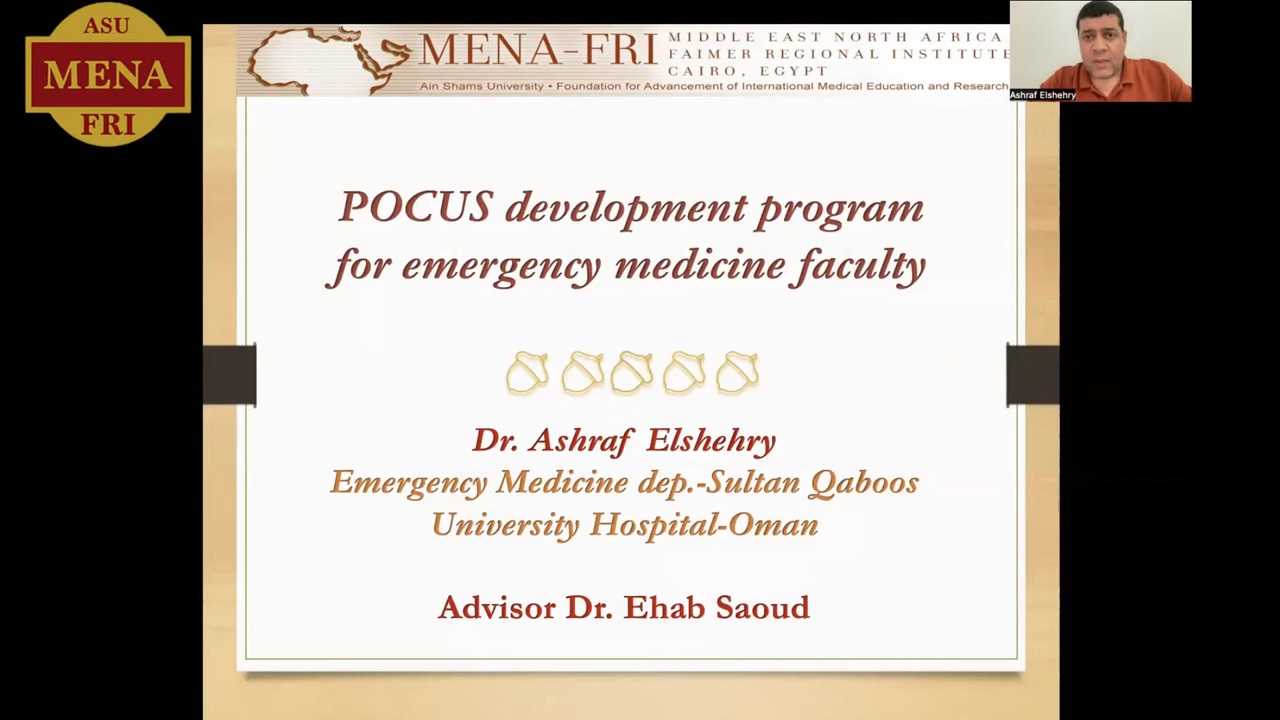 ASU
MENA
FRI
MENA-FRI
MIDDLE EAST NORTH AFRICA
FAIMER REGIONAL INSTITUTE
CAIRO, EGYPT
Ain Shams University • Foundation for Advancement of International Medical Education and Research
Ashraf Elshehry
POCUS development program
for emergency medicine faculty
Dr. Ashraf Elshehry
Emergency Medicine dep.-Sultan Qaboos
University Hospital-Oman
Advisor Dr. Ehab Saoud